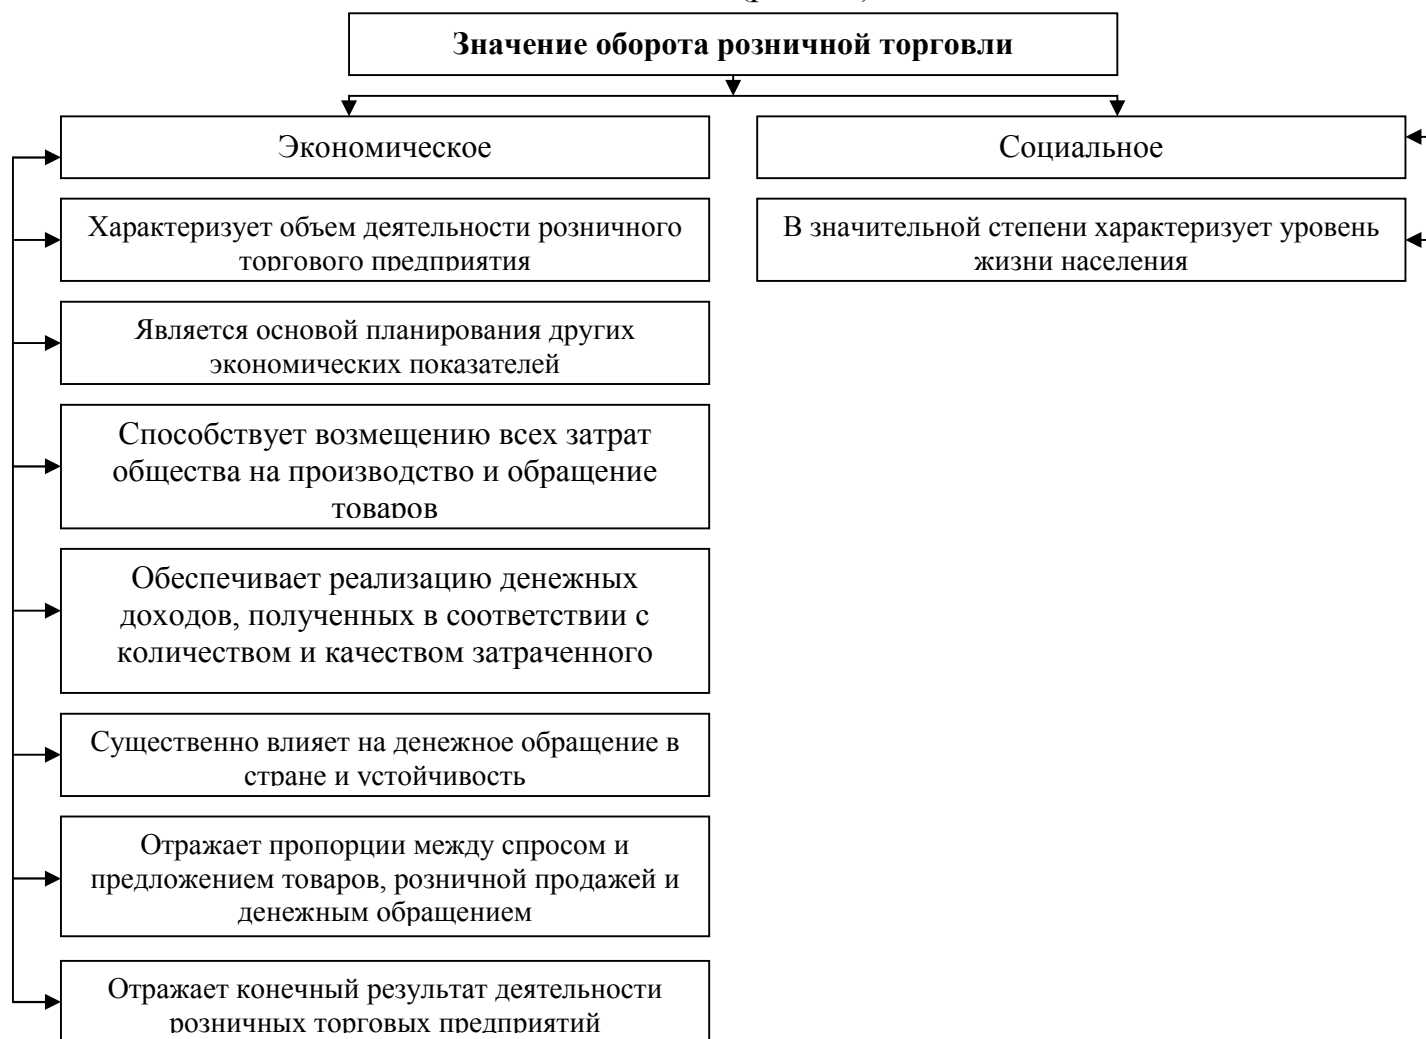 Значение оборота розничной торговли
Экономическое
Социальное
Характеризует объем деятельности розничного
торгового предприятия
В значительной степени характеризует уровень
жизни населения
Является основой планирования других
экономических показателей
Способствует возмещению всех затрат
общества на производство и обращение
товаров
Обеспечивает реализацию денежных
доходов, полученных в соответствии с
количеством и качеством затраченного
Существенно влияет на денежное обращение в
стране и устойчивость
Отражает пропорции между спросом и
предложением товаров, розничной продажей и
денежным обращением
Отражает конечный результат деятельности
розничных торговых предприятий